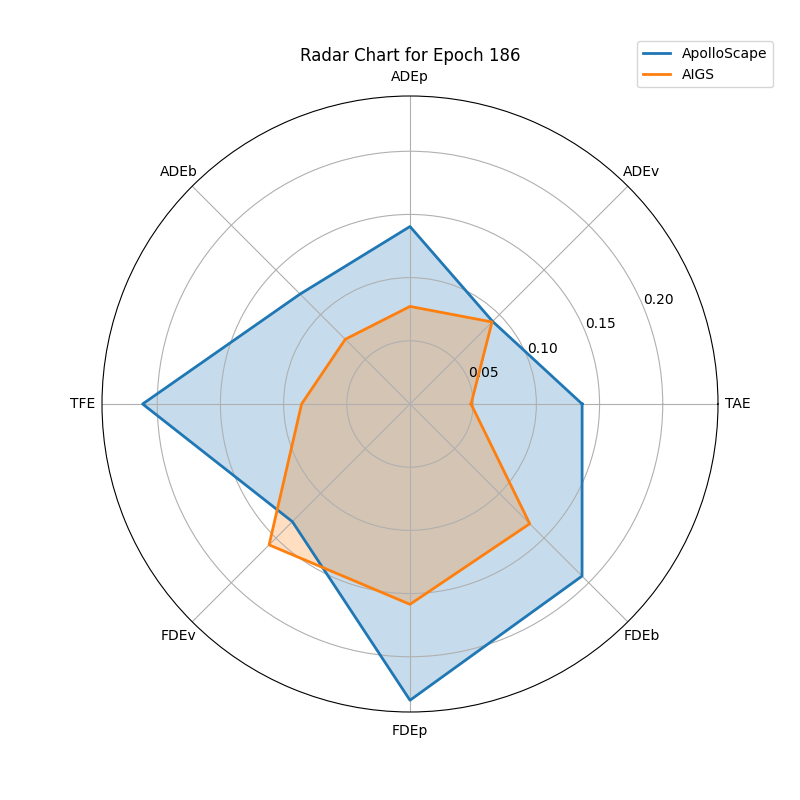 Radar Chart for Epoch 186
ApolloScape
AIGS
ADEp
ADEb
ADEv
0.20
0.15
0.10
0.05
TFE
TAE
FDEv
FDEb
FDEp